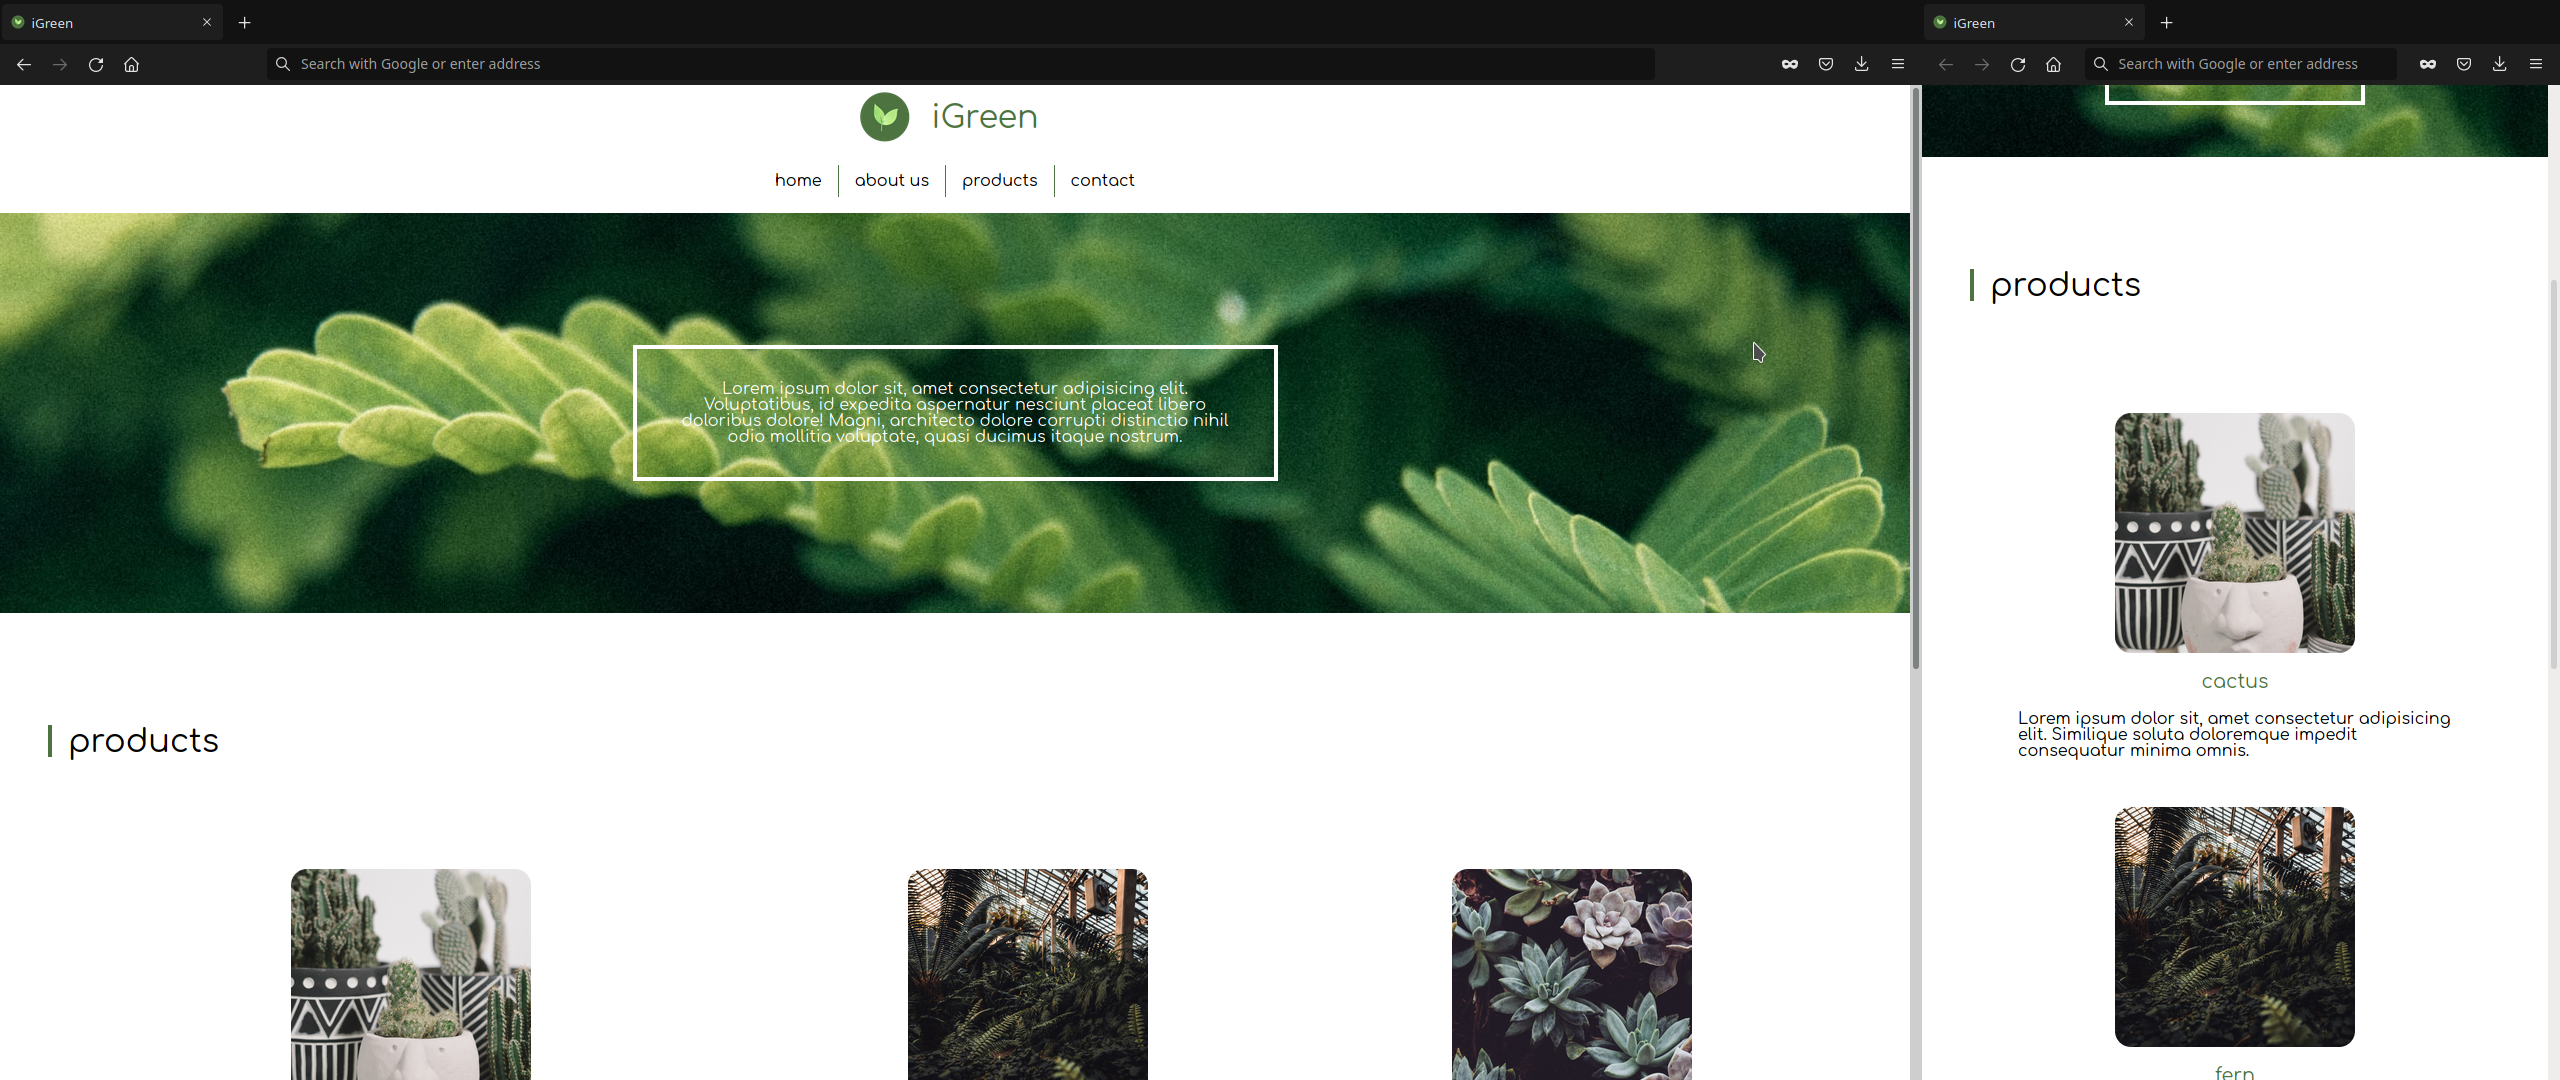 iGreen
Search with Google or enter address
iGreen
home
about us
products
contact
Lorem ipsum dolor sit, amet consectetur adipisicing elit.
Voluptatibus, id expedita aspernatur nesciunt placeat libero
doloribus dolore! Magni, architecto dolore corrupti distinctio nihil
odio mollitia voluptate, quasi ducimus itaque nostrum.
products
iGreen
Search with Google or enter address
products
cactus
Lorem ipsum dolor sit, amet consectetur adipisicing
elit. Similique soluta doloremque impedit
consequatur minima omnis.
fern